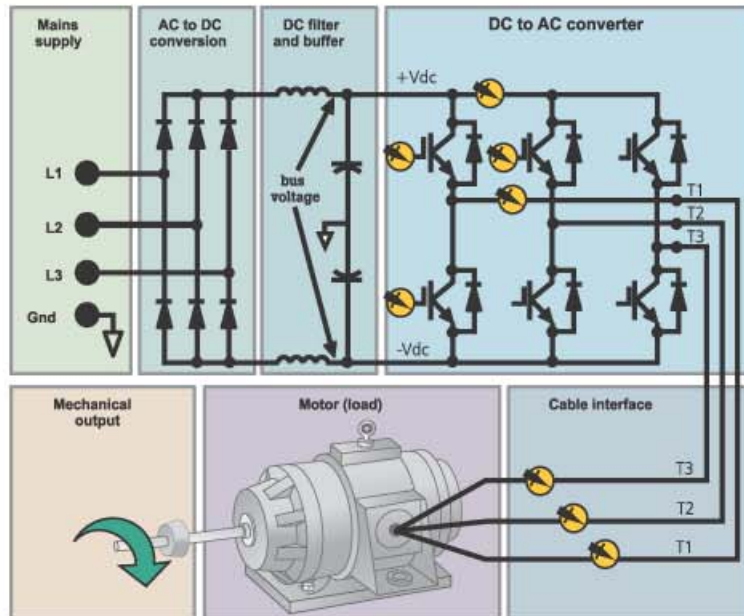 Mains
supply
AC to DC
conversion
DC filter
and buffer
DC to AC converter
+Vdc
L1
bus
voltage
T1
L2
T2
T3
L3
Gnd
-Vdc
Mechanical
output
Motor (load)
Cable interface
T3
T2
T1